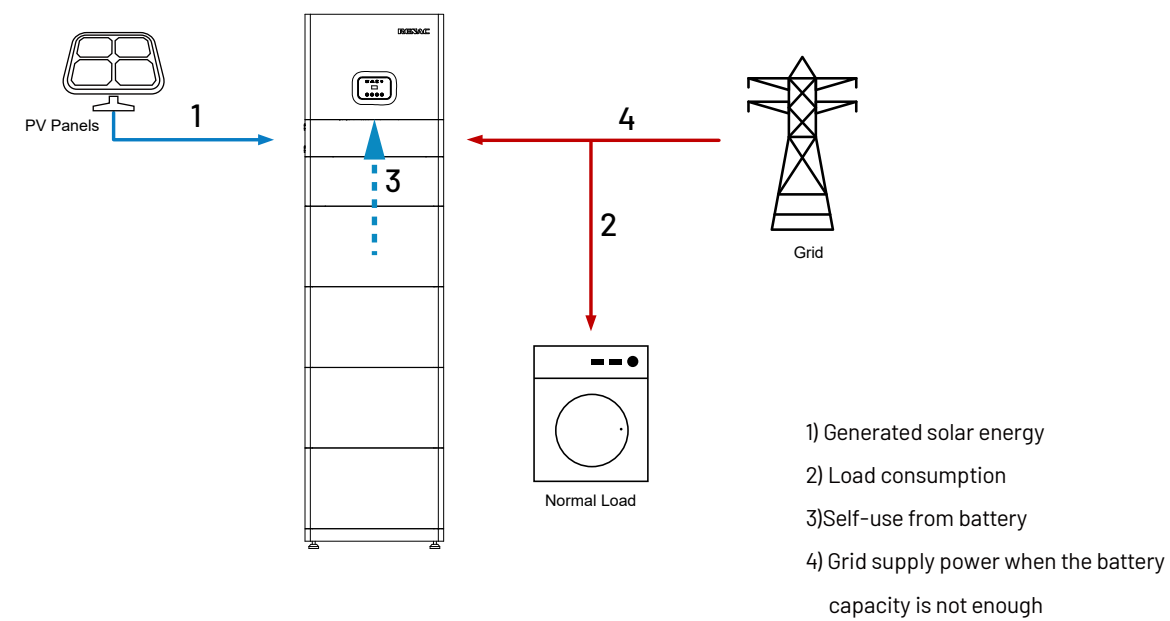 RENAC
PV Panels
1
4
3
2
Grid
Normal Load
1) Generated solar energy
2) Load consumption
3)Self-use from battery
4) Grid supply power when the battery
capacity is not enough